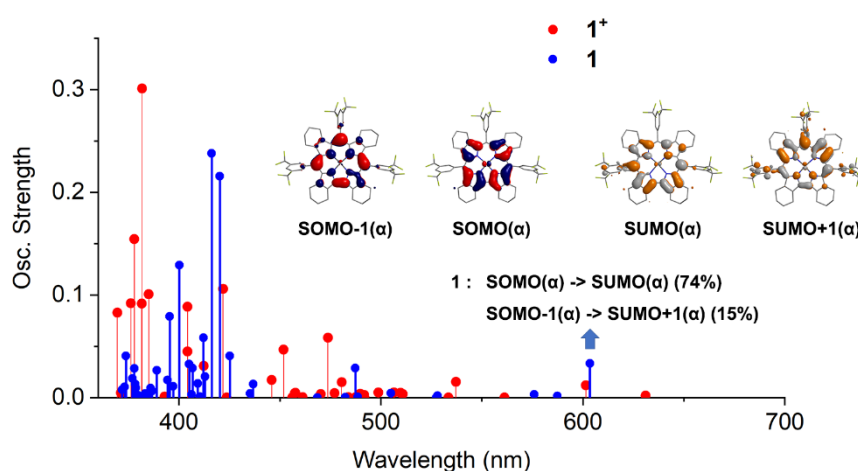 1⁺
1
0.3
0.2
0.1
0.0
Osc. Strength
SOMO-1(α)
SOMO(α)
SUMO(α)
SUMO+1(α)
1 : SOMO(α) -> SUMO(α) (74%)
SOMO-1(α) -> SUMO+1(α) (15%)
400
500
600
700
Wavelength (nm)